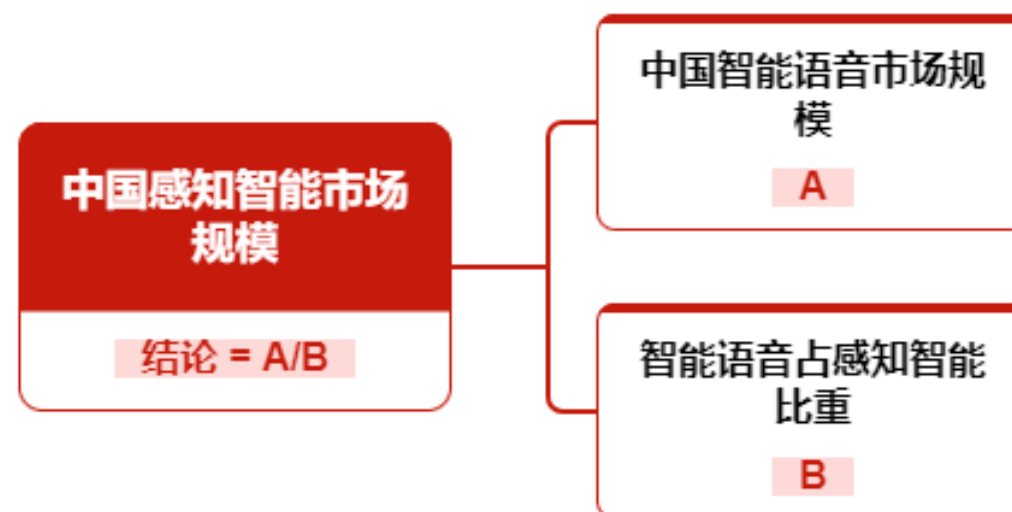 中国感知智能市场
规模
结论 = A/B
中国智能语音市场规
模
A
智能语音占感知智能
比重
B